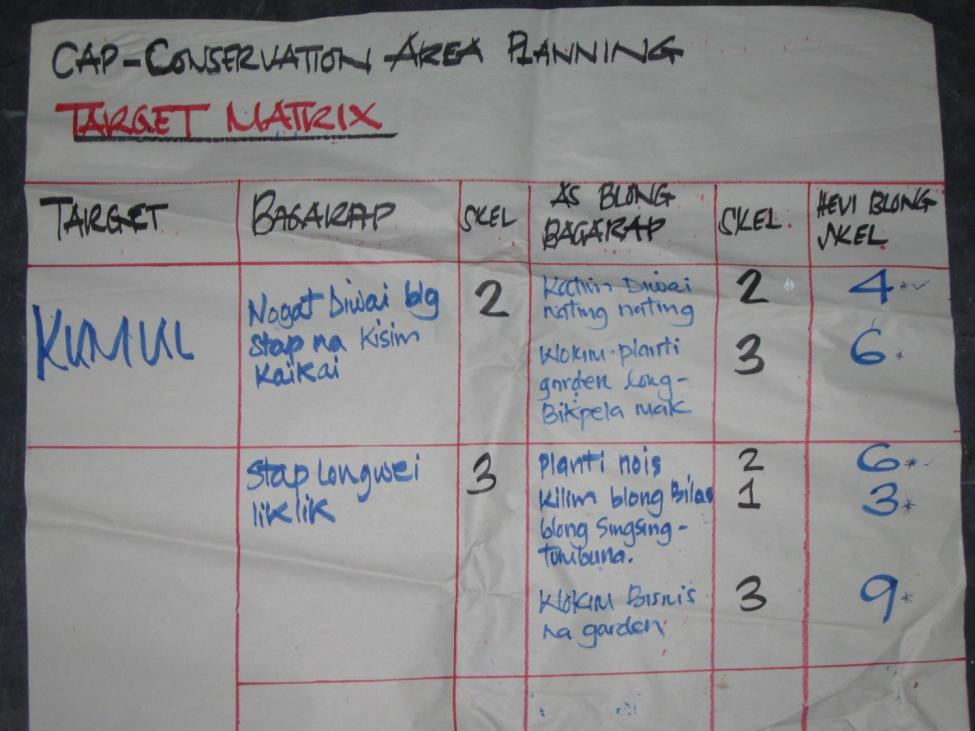 CAP-CONSERVATION AREA PLANNING
TARGET MATRIX
TARGET
BAGARAP
SKEL
AS BLONG
BAGARAP
SKEL.
HEVI BLONG
SKEL
KUMUL
Nogat Diwai blg
stap na Kisim
Kaikai
2
Katim Diwai
nating nating
2
4
Wokim planti
garden long-
Bikpela mak
3
6
Stap longwei
liklik
3
Planti nois
2
6
Kilim blong Bilas
blong Singsing-
tumbuna.
1
3
Wokim Bisnis
na garden
3
9